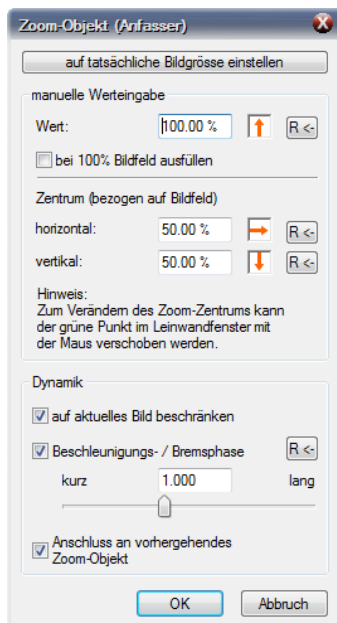 Zoom-Objekt (Anfasser)
auf tatsächliche Bildgrösse einstellen
manuelle Werteingabe
Wert: 100.00 % R <-
bei 100% Bildfeld ausfüllen
Zentrum (bezogen auf Bildfeld)
horizontal: 50.00 % R <-
vertikal: 50.00 % R <-
Hinweis:
Zum Verändern des Zoom-Zentrums kann
der grüne Punkt im Leinwandfenster mit
der Maus verschoben werden.
Dynamik
auf aktuelles Bild beschränken
Beschleunigungs- / Bremsphase R <-
kurz 1.000 lang
Anschluss an vorhergehendes
Zoom-Objekt
OK Abbruch